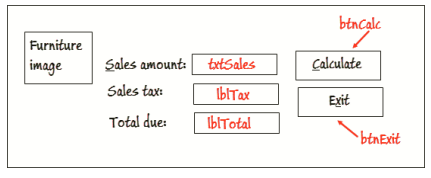 btnCalc
Furniture
image
Sales amount: txtSales
Calculate
Sales tax: lblTax
Exit
Total due: lblTotal
btnExit